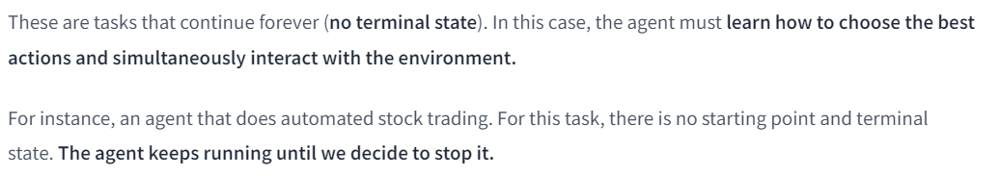 These are tasks that continue forever (no terminal state). In this case, the agent must learn how to choose the best
actions and simultaneously interact with the environment.
For instance, an agent that does automated stock trading. For this task, there is no starting point and terminal
state. The agent keeps running until we decide to stop it.